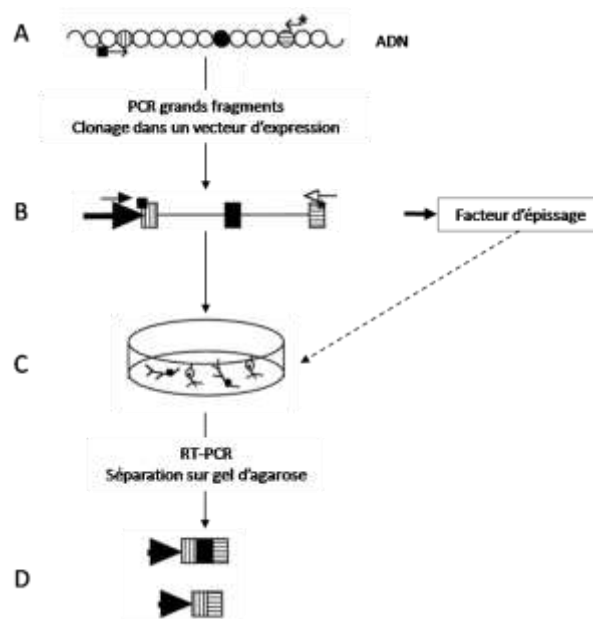 A
ADN
PCR grands fragments
Clonage dans un vecteur d'expression
B
Facteur d'épissage
C
RT-PCR
Séparation sur gel d'agarose
D